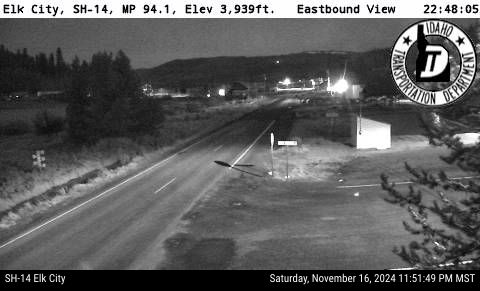 Elk City, SH-14, MP 94.1, Elev 3,939ft. Eastbound View 22:48:05
IDAHO
TRANSPORTATION DEPARTMENT
SH-14 Elk City Saturday, November 16, 2024 11:51:49 PM MST